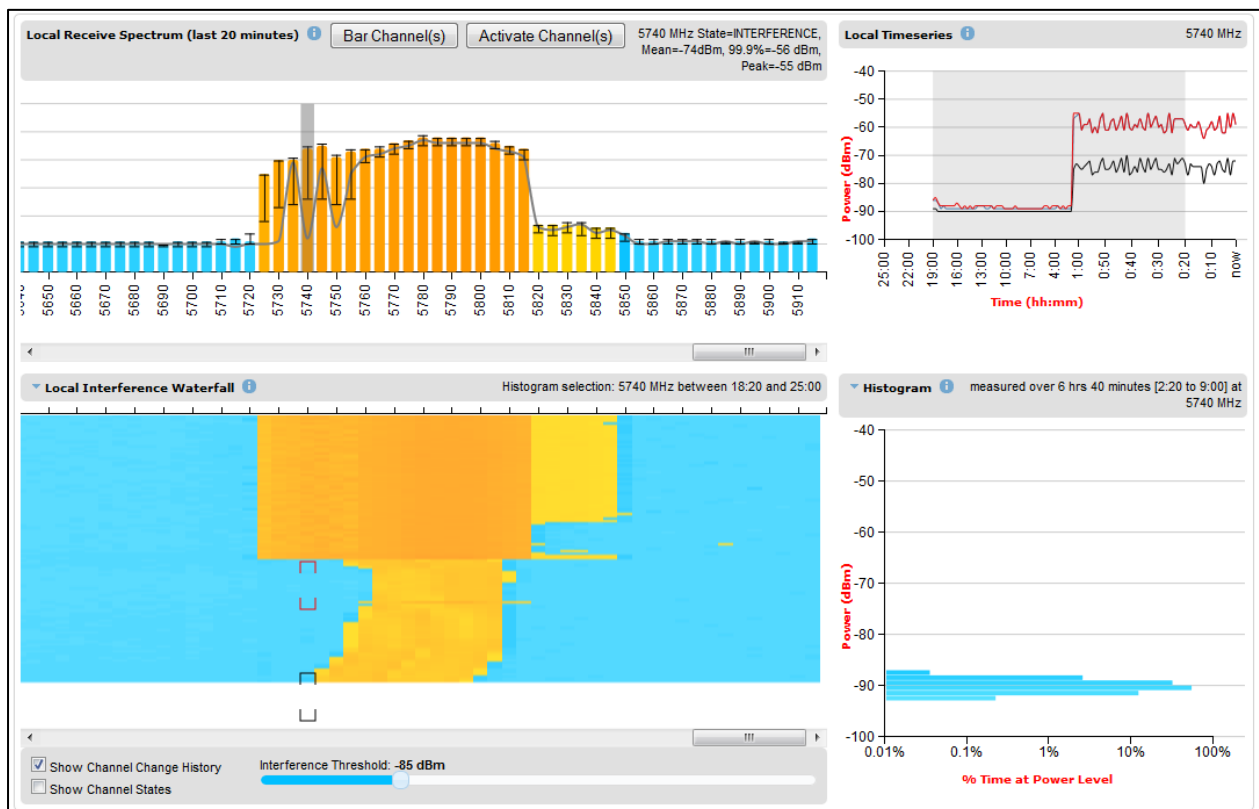 Local Receive Spectrum (last 20 minutes)
Bar Channel(s)
Activate Channel(s)
5740 MHz State=INTERFERENCE,
Mean=-74dBm, 99.9%=-56 dBm,
Peak=-55 dBm
5650
5660
5670
5680
5690
5700
5710
5720
5730
5740
5750
5760
5770
5780
5790
5800
5810
5820
5830
5840
5850
5860
5870
5880
5890
5900
5910
Local Timeseries
5740 MHz
-40
-50
-60
-70
-80
-90
-100
Power (dBm)
25:00
22:00
19:00
16:00
13:00
10:00
7:00
4:00
1:00
0:50
0:40
0:30
0:20
0:10
now
Time (hh:mm)
Local Interference Waterfall
Histogram selection: 5740 MHz between 18:20 and 25:00
Show Channel Change History
Show Channel States
Interference Threshold: -85 dBm
Histogram
measured over 6 hrs 40 minutes [2:20 to 9:00] at
5740 MHz
-40
-50
-60
-70
-80
-90
-100
Power (dBm)
0.01%
0.1%
1%
10%
100%
% Time at Power Level